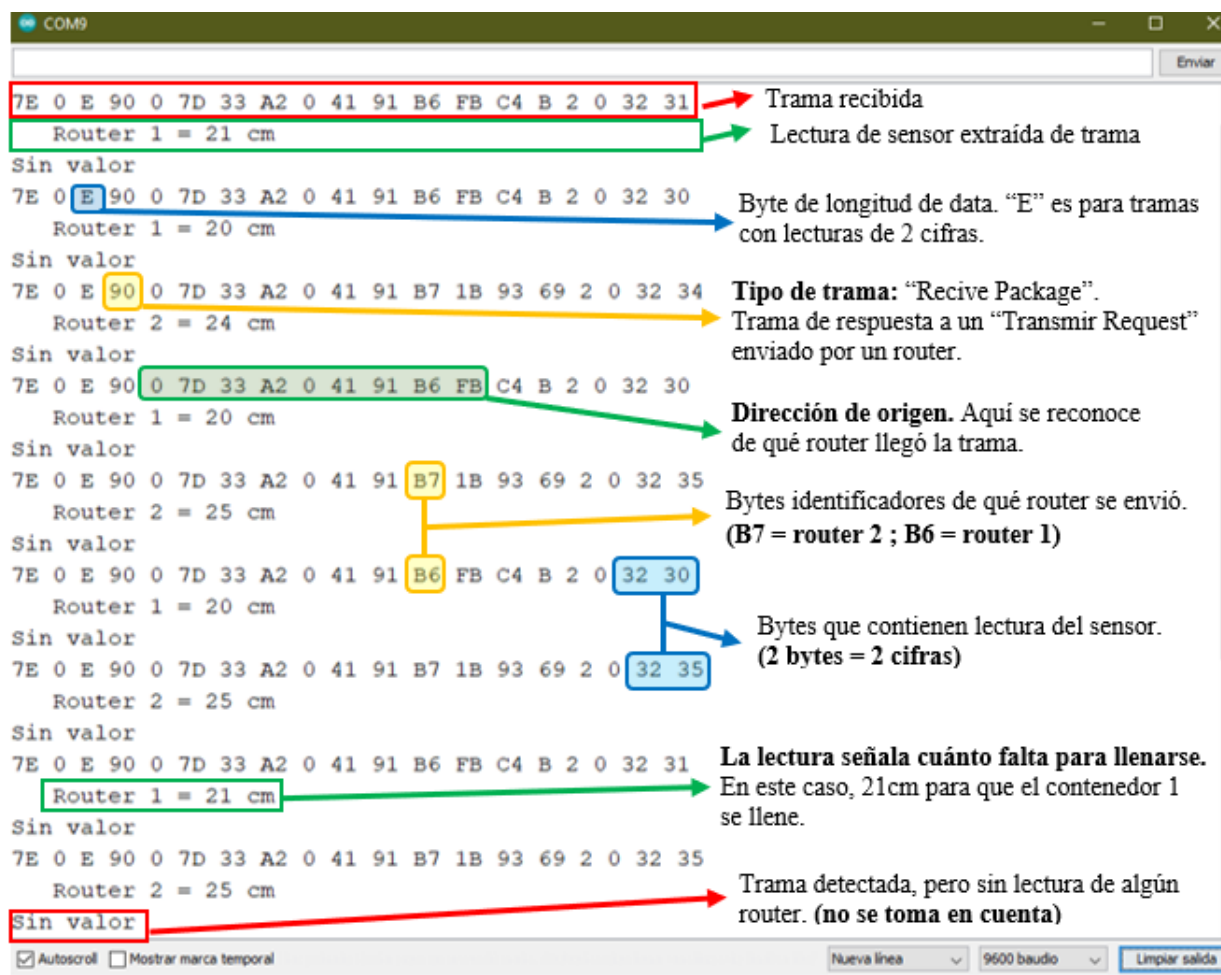 COM9
Enviar
7E 0 E 90 0 7D 33 A2 0 41 91 B6 FB C4 B 2 0 32 31
Trama recibida
Router 1 = 21 cm
Lectura de sensor extraída de trama
Sin valor
7E 0 E 90 0 7D 33 A2 0 41 91 B6 FB C4 B 2 0 32 30
Byte de longitud de data. “E” es para tramas
con lecturas de 2 cifras.
Router 1 = 20 cm
Sin valor
7E 0 E 90 0 7D 33 A2 0 41 91 B7 1B 93 69 2 0 32 34
Tipo de trama: “Recive Package”.
Trama de respuesta a un “Transmir Request”
enviado por un router.
Router 2 = 24 cm
Sin valor
7E 0 E 90 0 7D 33 A2 0 41 91 B6 FB C4 B 2 0 32 30
Router 1 = 20 cm
Dirección de origen. Aquí se reconoce
de qué router llegó la trama.
Sin valor
7E 0 E 90 0 7D 33 A2 0 41 91 B7 1B 93 69 2 0 32 35
Router 2 = 25 cm
Bytes identificadores de qué router se envió.
(B7 = router 2 ; B6 = router 1)
Sin valor
7E 0 E 90 0 7D 33 A2 0 41 91 B6 FB C4 B 2 0 32 30
Router 1 = 20 cm
Bytes que contienen lectura del sensor.
(2 bytes = 2 cifras)
Sin valor
7E 0 E 90 0 7D 33 A2 0 41 91 B7 1B 93 69 2 0 32 35
Router 2 = 25 cm
Sin valor
7E 0 E 90 0 7D 33 A2 0 41 91 B6 FB C4 B 2 0 32 31
La lectura señala cuánto falta para llenarse.
En este caso, 21cm para que el contenedor 1
se llene.
Router 1 = 21 cm
Sin valor
7E 0 E 90 0 7D 33 A2 0 41 91 B7 1B 93 69 2 0 32 35
Router 2 = 25 cm
Trama detectada, pero sin lectura de algún
router. (no se toma en cuenta)
Sin valor
Autoscroll Mostrar marca temporal Nueva línea 9600 baudio Limpiar salida